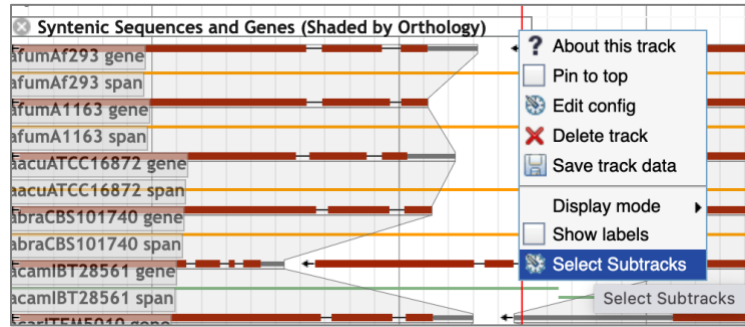 Syntenic Sequences and Genes (Shaded by Orthology)
afumAf293 gene
afumAf293 span
afumA1163 gene
afumA1163 span
aacuATCC16872 gene
aacuATCC16872 span
abraCBS101740 gene
abraCBS101740 span
acamIBT28561 gene
acamIBT28561 span
acarITEM5010 gene
? About this track
Pin to top
Edit config
Delete track
Save track data
Display mode
Show labels
Select Subtracks
Select Subtracks